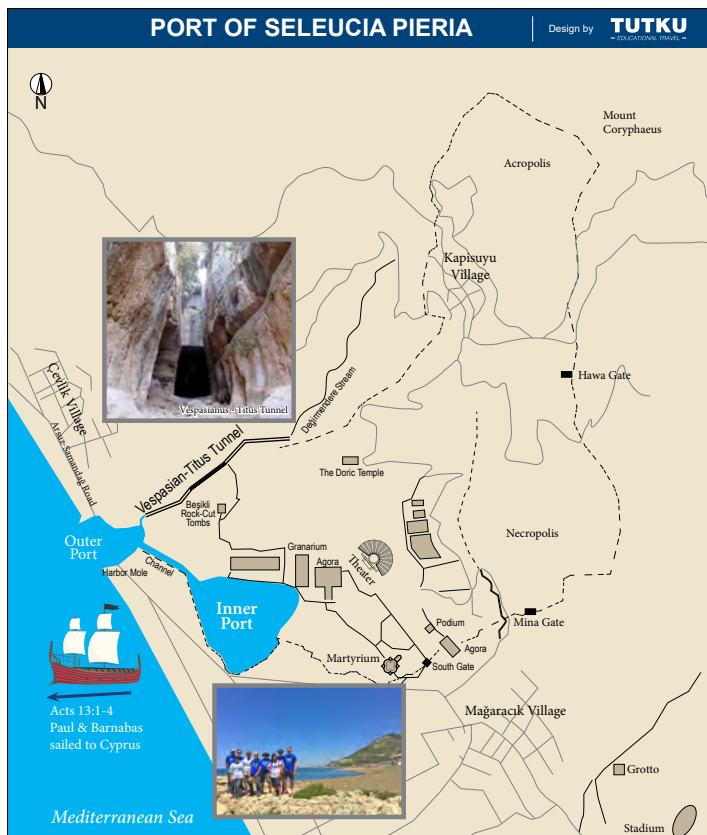 PORT OF SELEUCIA PIERIA
Design by
TUTKU
EDUCATIONAL TRAVEL
N
Mount
Coryphaeus
Acropolis
Kapisuyu
Village
Hawa Gate
Vespasianus - Titus Tunnel
Değirmendere Stream
Çevlik Village
Arsuz-Samandağ Road
Vespasian-Titus Tunnel
The Doric Temple
Beşikli
Rock-Cut
Tombs
Necropolis
Outer
Port
Granarium
Agora
Theater
Channel
Harbor Mole
Inner
Port
Podium
Mina Gate
Agora
Martyrium
South Gate
Acts 13:1-4
Paul & Barnabas
sailed to Cyprus
Mağaracık Village
Grotto
Mediterranean Sea
Stadium